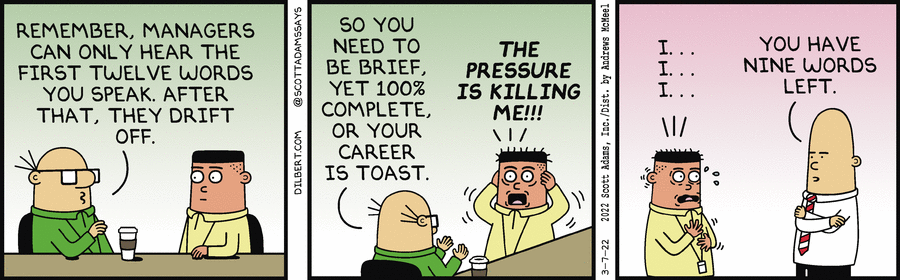 REMEMBER, MANAGERS
CAN ONLY HEAR THE
FIRST TWELVE WORDS
YOU SPEAK. AFTER
THAT, THEY DRIFT
OFF.
DILBERT.COM @SCOTTADAMSSAYS
SO YOU
NEED TO
BE BRIEF,
YET 100%
COMPLETE,
OR YOUR
CAREER
IS TOAST.
THE
PRESSURE
IS KILLING
ME!!!
3-7-22 2022 Scott Adams, Inc./Dist. by Andrews McMeel
I...
I...
I...
YOU HAVE
NINE WORDS
LEFT.